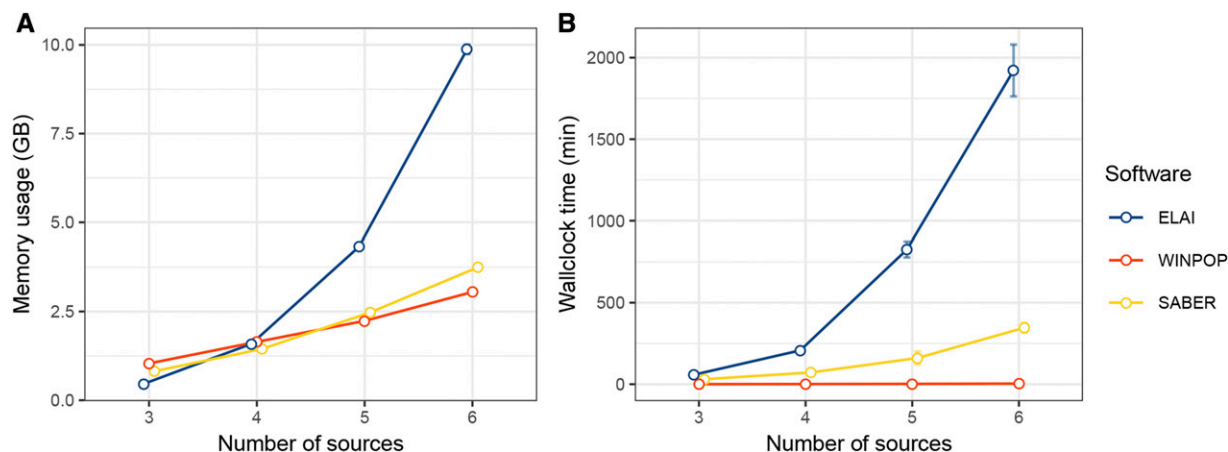 A
Memory usage (GB)
10.0
7.5
5.0
2.5
0.0
3 4 5 6
Number of sources
B
Wallclock time (min)
2000
1500
1000
500
0
3 4 5 6
Number of sources
Software
ELAI
WINPOP
SABER